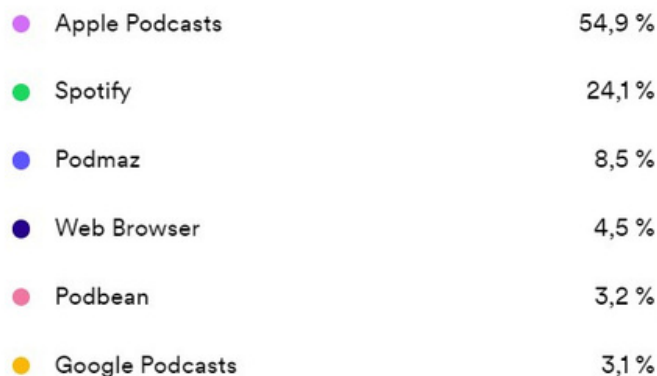 Apple Podcasts 54,9 %
Spotify 24,1 %
Podmaz 8,5 %
Web Browser 4,5 %
Podbean 3,2 %
Google Podcasts 3,1 %